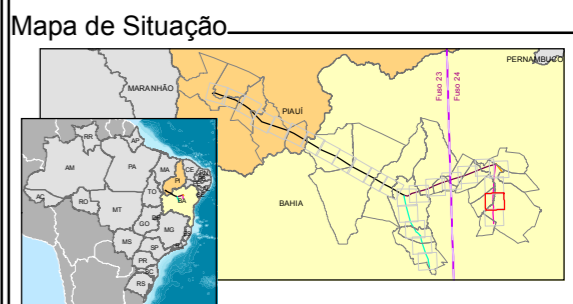 Mapa de Situação
PERNAMBUCO
MARANHÃO
Fuso 23
Fuso 24
PIAUÍ
BAHIA
RR
AP
AM
PA
MA
CE
PI
AC
RO
TO
BA
MT
GO
MG
MS
SP
PR
SC
RS